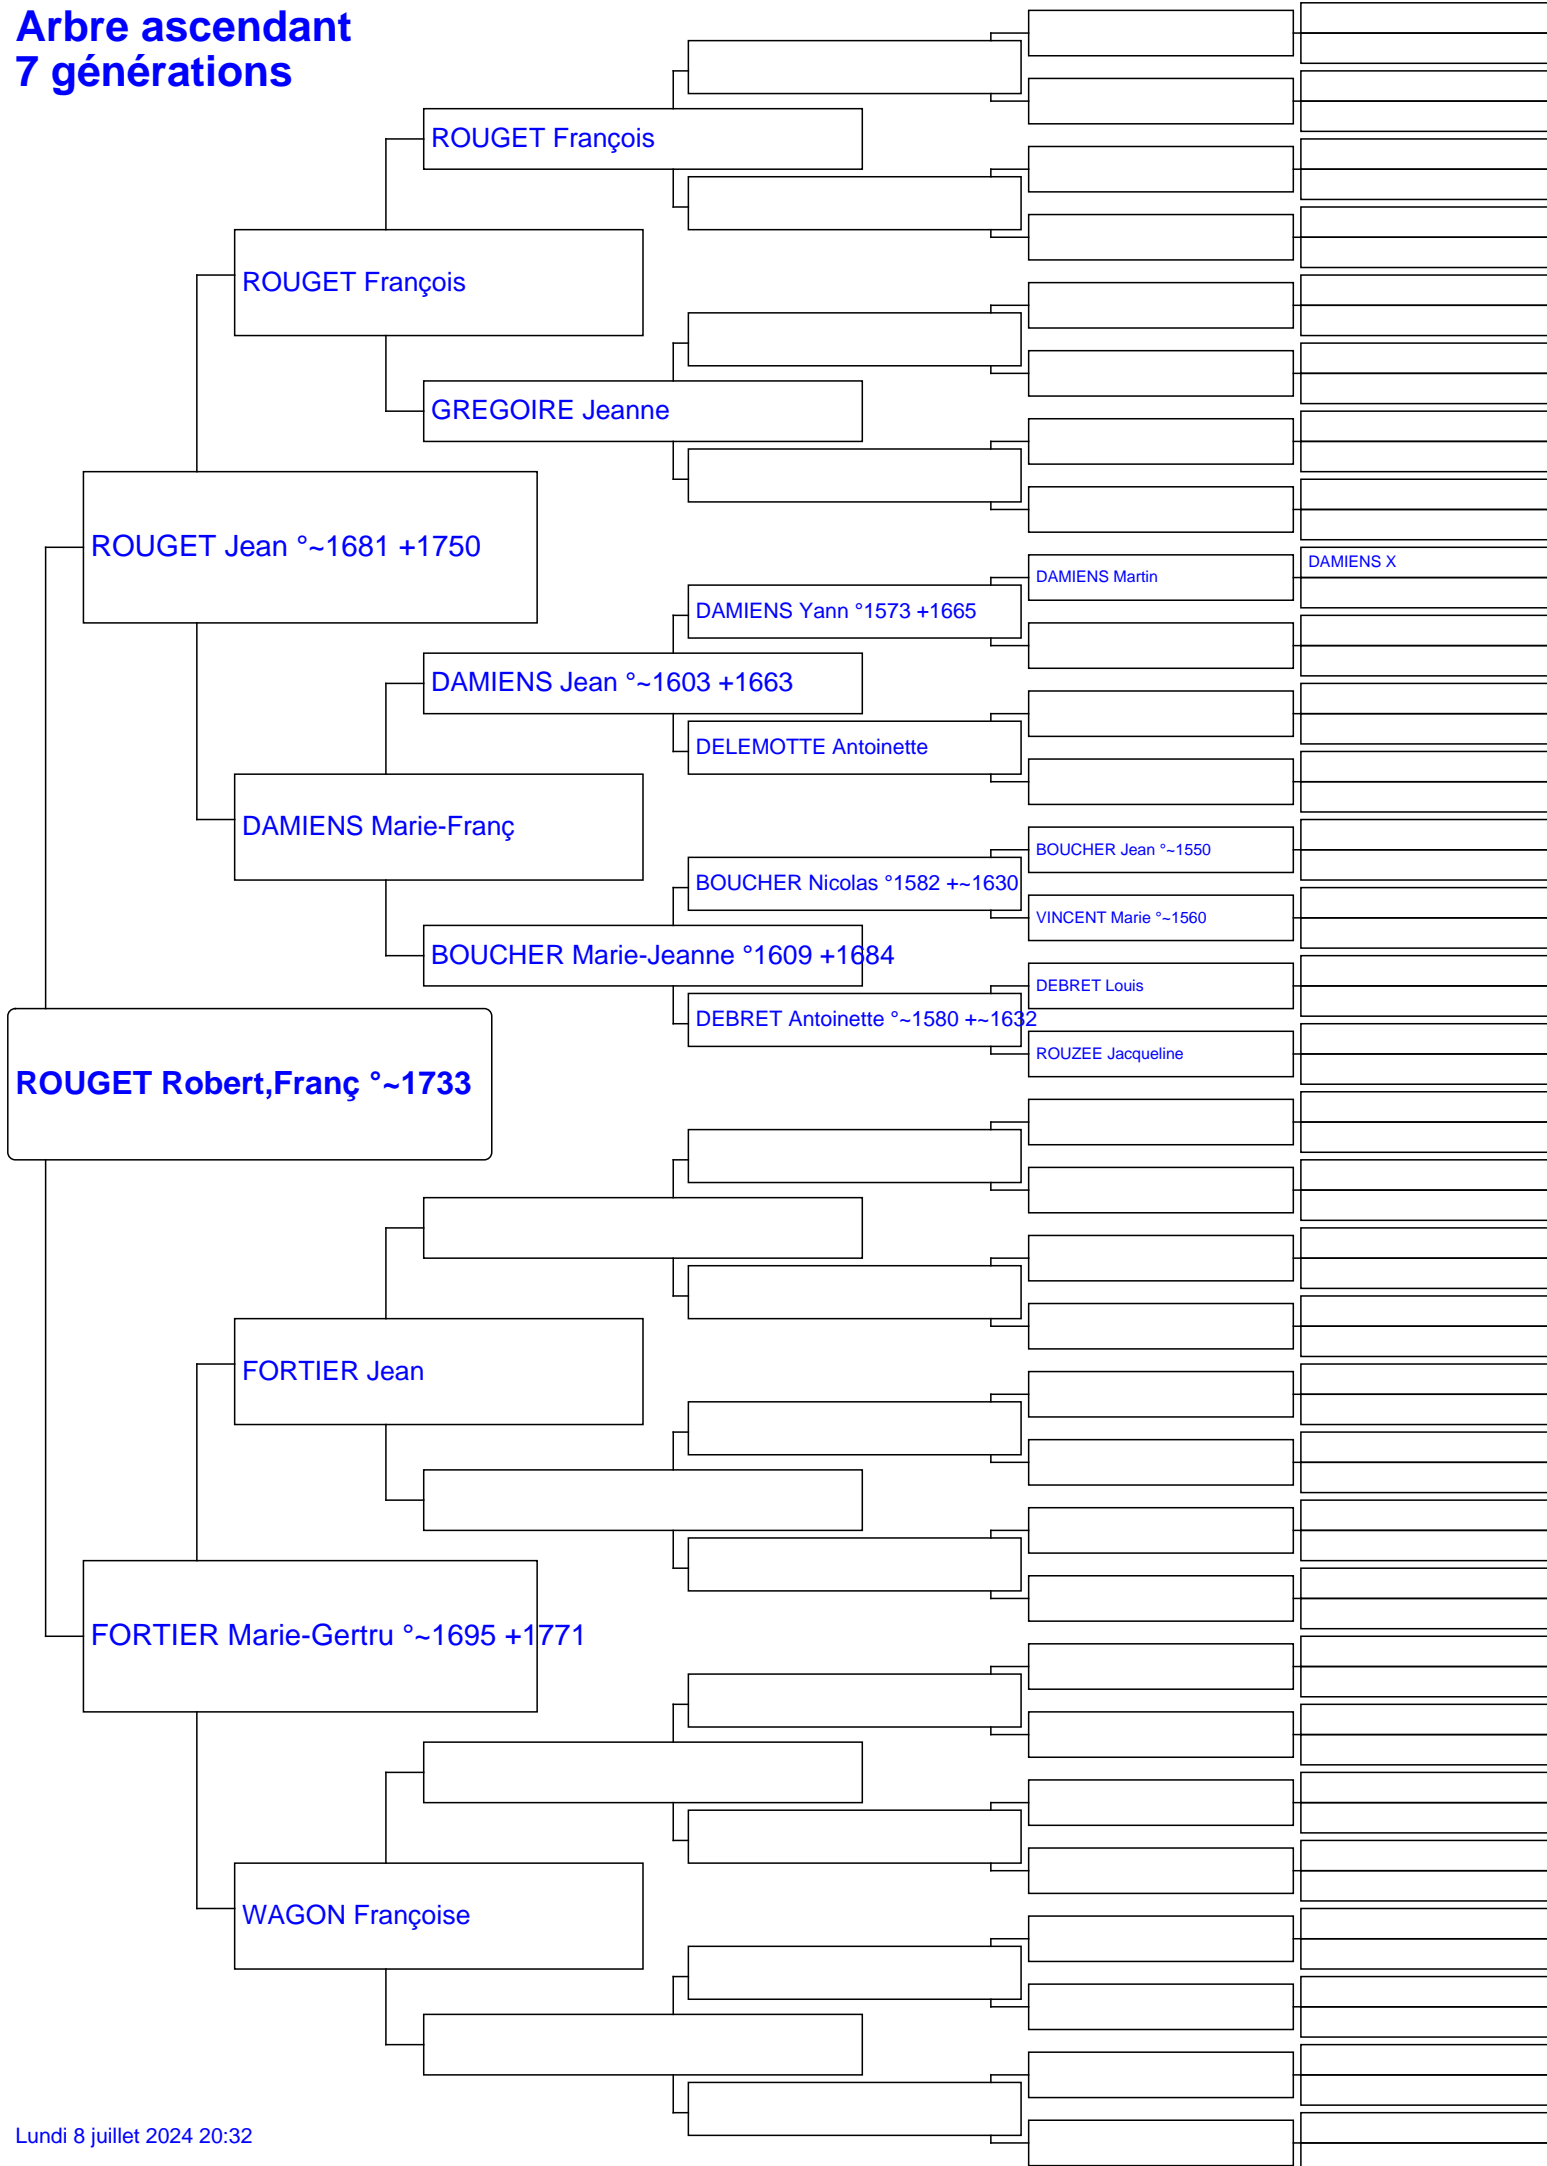 Arbre ascendant
7 générations
ROUGET François
ROUGET François
GREGOIRE Jeanne
ROUGET Jean °~1681 +1750
DAMIENS X
DAMIENS Martin
DAMIENS Yann °1573 +1665
DAMIENS Jean °~1603 +1663
DELEMOTTE Antoinette
DAMIENS Marie-Franç
BOUCHER Jean °~1550
BOUCHER Nicolas °1582 +~1630
VINCENT Marie °~1560
BOUCHER Marie-Jeanne °1609 +1684
DEBRET Louis
DEBRET Antoinette °~1580 +~1632
ROUZEE Jacqueline
ROUGET Robert,Franç °~1733
FORTIER Jean
FORTIER Marie-Gertru °~1695 +1771
WAGON Françoise
Lundi 8 juillet 2024 20:32